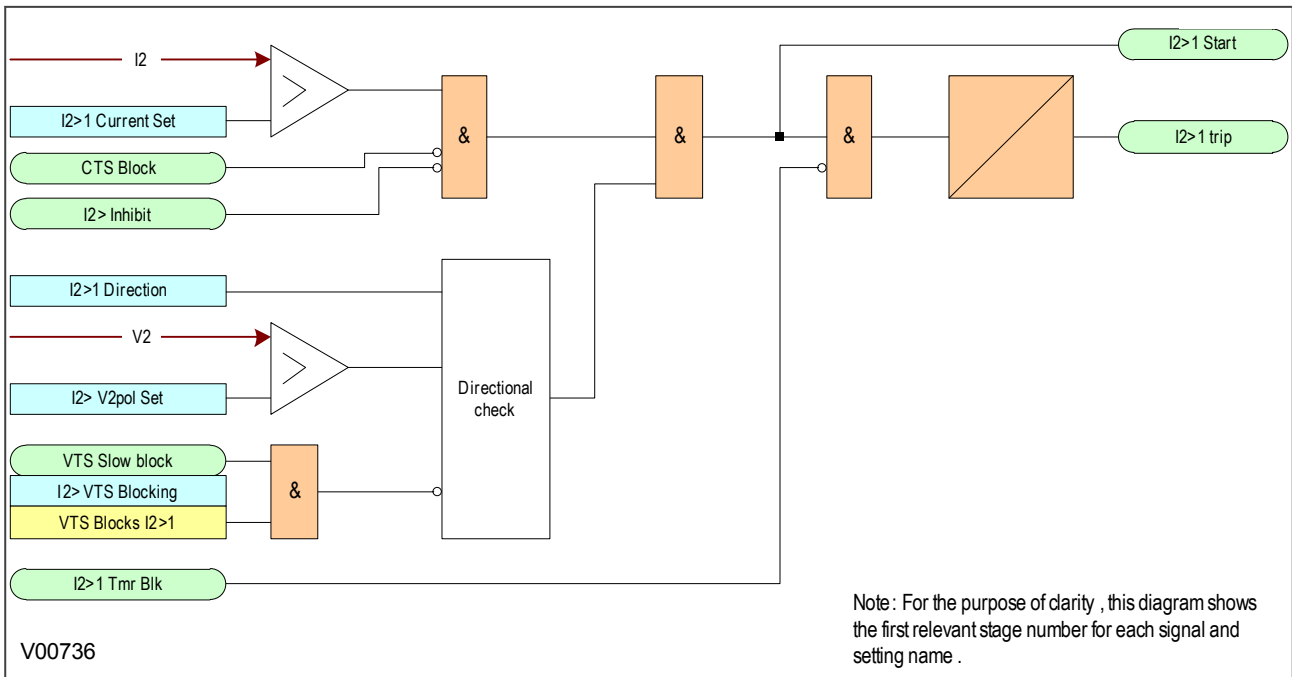 I2
I2>1 Current Set
CTS Block
I2> Inhibit
&
&
&
I2>1 Start
I2>1 trip
I2>1 Direction
V2
I2> V2pol Set
Directional
check
VTS Slow block
I2> VTS Blocking
VTS Blocks I2>1
&
I2>1 Tmr Blk
Note: For the purpose of clarity , this diagram shows
the first relevant stage number for each signal and
setting name .
V00736